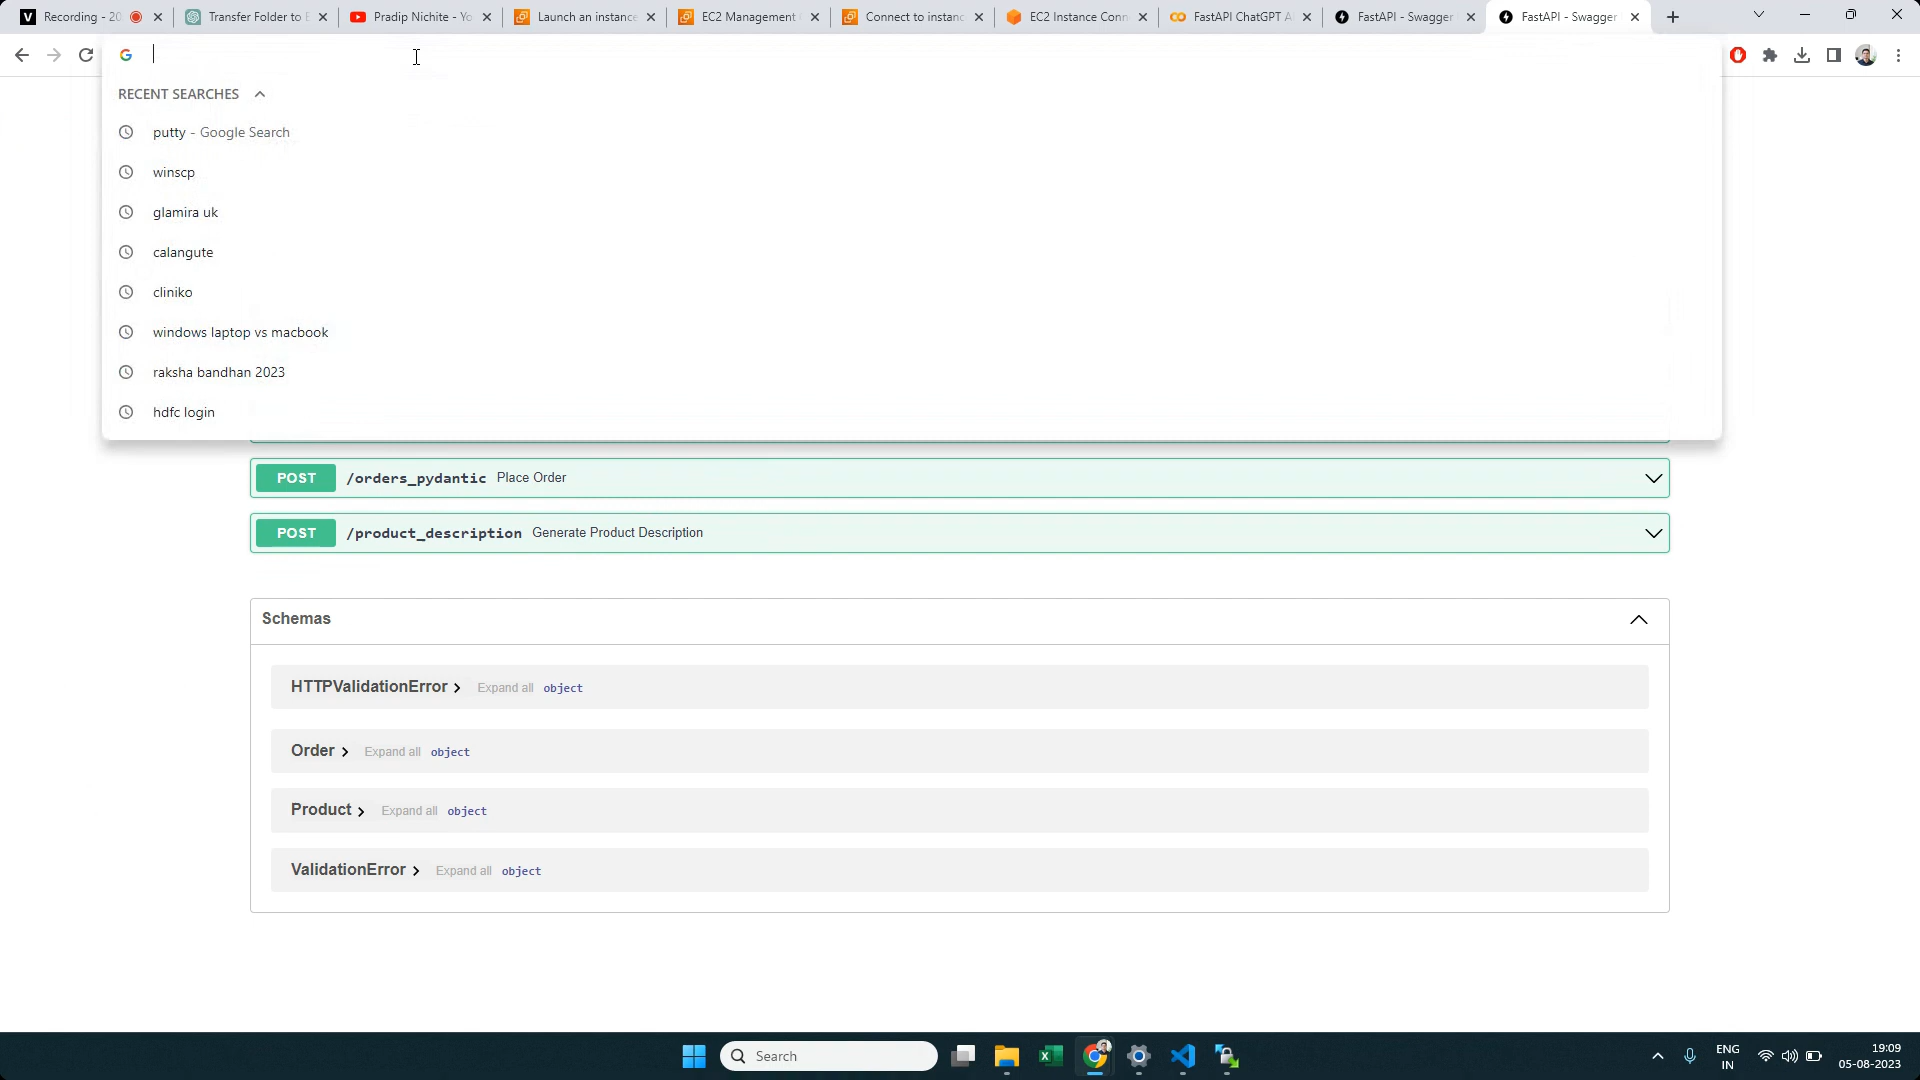 V Recording - 20
Transfer Folder to E
Pradip Nichite - Yo
Launch an instance
EC2 Management
Connect to instanc
EC2 Instance Conn
FastAPI ChatGPT A
FastAPI - Swagger
FastAPI - Swagger
RECENT SEARCHES
putty - Google Search
winscp
glamira uk
calangute
cliniko
windows laptop vs macbook
raksha bandhan 2023
hdfc login
POST /orders_pydantic Place Order
POST /product_description Generate Product Description
Schemas
HTTPValidationError Expand all object
Order Expand all object
Product Expand all object
ValidationError Expand all object
Search
ENG
IN
19:09
05-08-2023